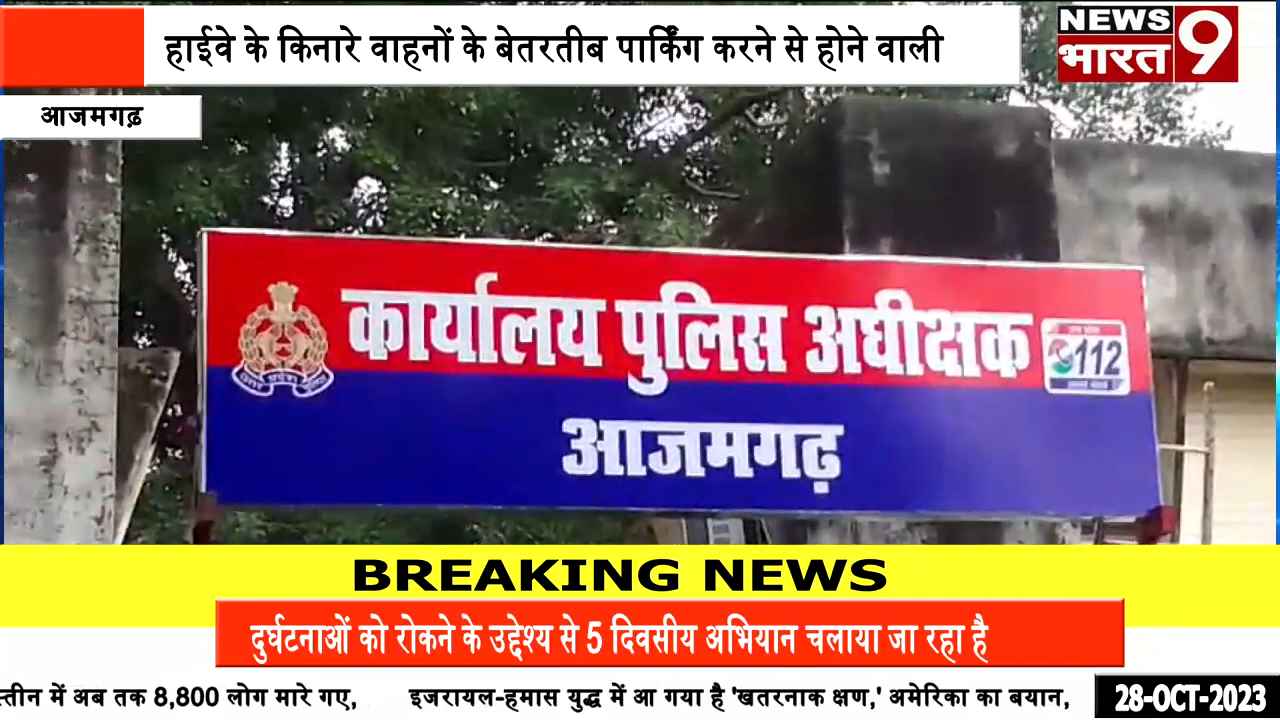 हाईवे के किनारे वाहनों के बेतरतीब पार्किंग करने से होने वाली
NEWS
भारत 9
आजमगढ़
कार्यालय पुलिस अधीक्षक
112
आजमगढ़
BREAKING NEWS
दुर्घटनाओं को रोकने के उद्देश्य से 5 दिवसीय अभियान चलाया जा रहा है
में अब तक 8,800 लोग मारे गए, इजरायल-हमास युद्ध में आ गया है 'खतरनाक क्षण,' अमेरिका का बयान,
28-OCT-2023